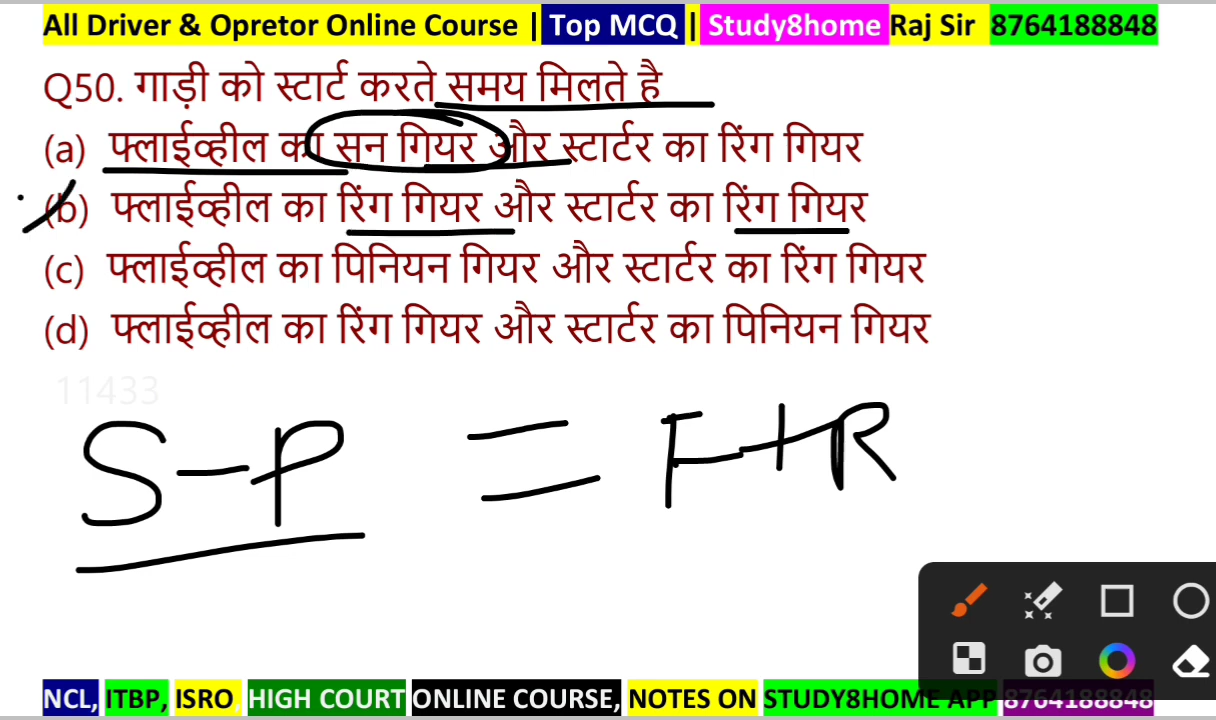 All Driver & Opretor Online Course | Top MCQ | Study8home Raj Sir 8764188848
Q50. गाड़ी को स्टार्ट करते समय मिलते है
(a) फ्लाईव्हील का सन गियर और स्टार्टर का रिंग गियर
(b) फ्लाईव्हील का रिंग गियर और स्टार्टर का रिंग गियर
(c) फ्लाईव्हील का पिनियन गियर और स्टार्टर का रिंग गियर
(d) फ्लाईव्हील का रिंग गियर और स्टार्टर का पिनियन गियर
11433
S-P = F+R
NCL, ITBP, ISRO, HIGH COURT ONLINE COURSE, NOTES ON STUDY8HOME APP 8764188848